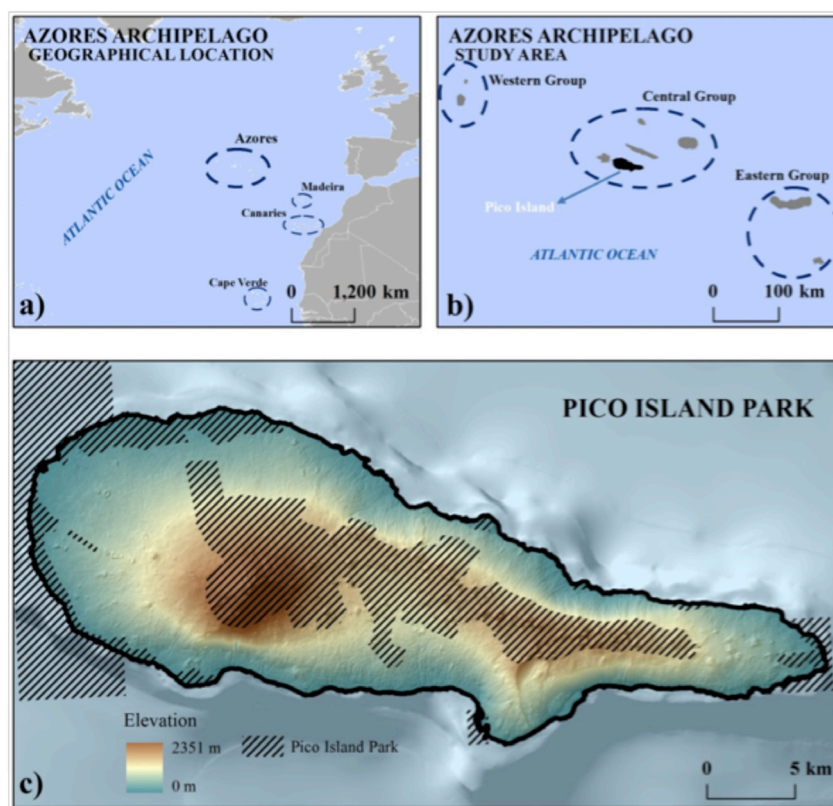 AZORES ARCHIPELAGO
GEOGRAPHICAL LOCATION
Azores
Madeira
Canaries
Cape Verde
ATLANTIC OCEAN
0 1,200 km
a)
AZORES ARCHIPELAGO
STUDY AREA
Western Group
Central Group
Eastern Group
Pico Island
ATLANTIC OCEAN
0 100 km
b)
PICO ISLAND PARK
Elevation
2351 m
0 m
Pico Island Park
0 5 km
c)